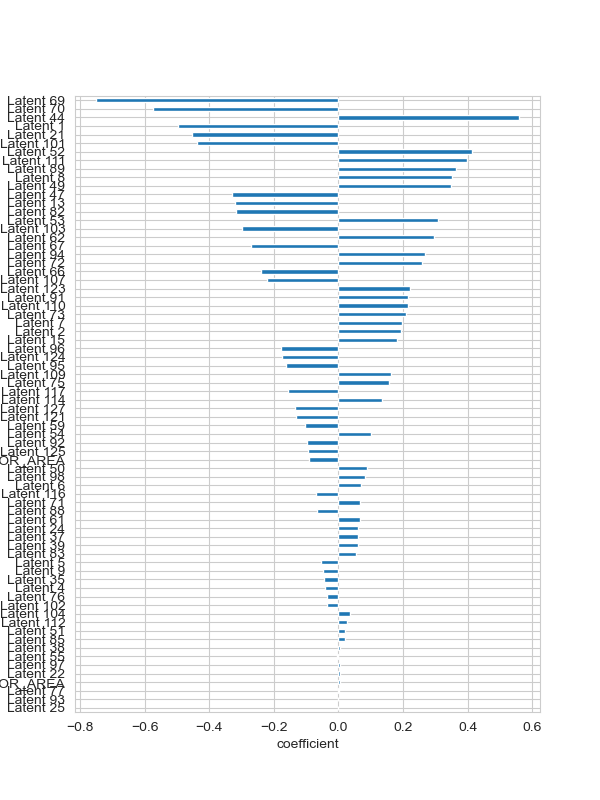 Latent 69
Latent 70
Latent 44
Latent 1
Latent 21
Latent 101
Latent 52
Latent 111
Latent 89
Latent 8
Latent 49
Latent 47
Latent 13
Latent 82
Latent 53
Latent 103
Latent 62
Latent 67
Latent 94
Latent 72
Latent 66
Latent 107
Latent 123
Latent 91
Latent 110
Latent 73
Latent 7
Latent 2
Latent 15
Latent 96
Latent 124
Latent 95
Latent 109
Latent 75
Latent 117
Latent 114
Latent 127
Latent 121
Latent 59
Latent 54
Latent 92
Latent 125
OR_AREA
Latent 50
Latent 98
Latent 6
Latent 116
Latent 71
Latent 88
Latent 61
Latent 24
Latent 37
Latent 39
Latent 83
Latent 5
Latent 9
Latent 35
Latent 4
Latent 76
Latent 102
Latent 104
Latent 112
Latent 51
Latent 85
Latent 38
Latent 55
Latent 97
Latent 22
OR_AREA
Latent 77
Latent 93
Latent 25
−0.8 −0.6 −0.4 −0.2 0.0 0.2 0.4 0.6
coefficient